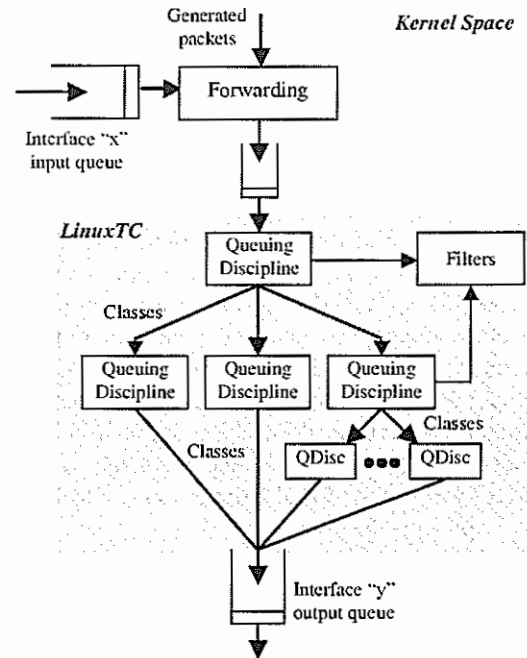 Generated
packets
Kernel Space
Forwarding
Interface “x”
input queue
LinuxTC
Queuing
Discipline
Filters
Classes
Queuing
Discipline
Queuing
Discipline
Queuing
Discipline
Classes
Classes
QDisc
QDisc
Interface “y”
output queue